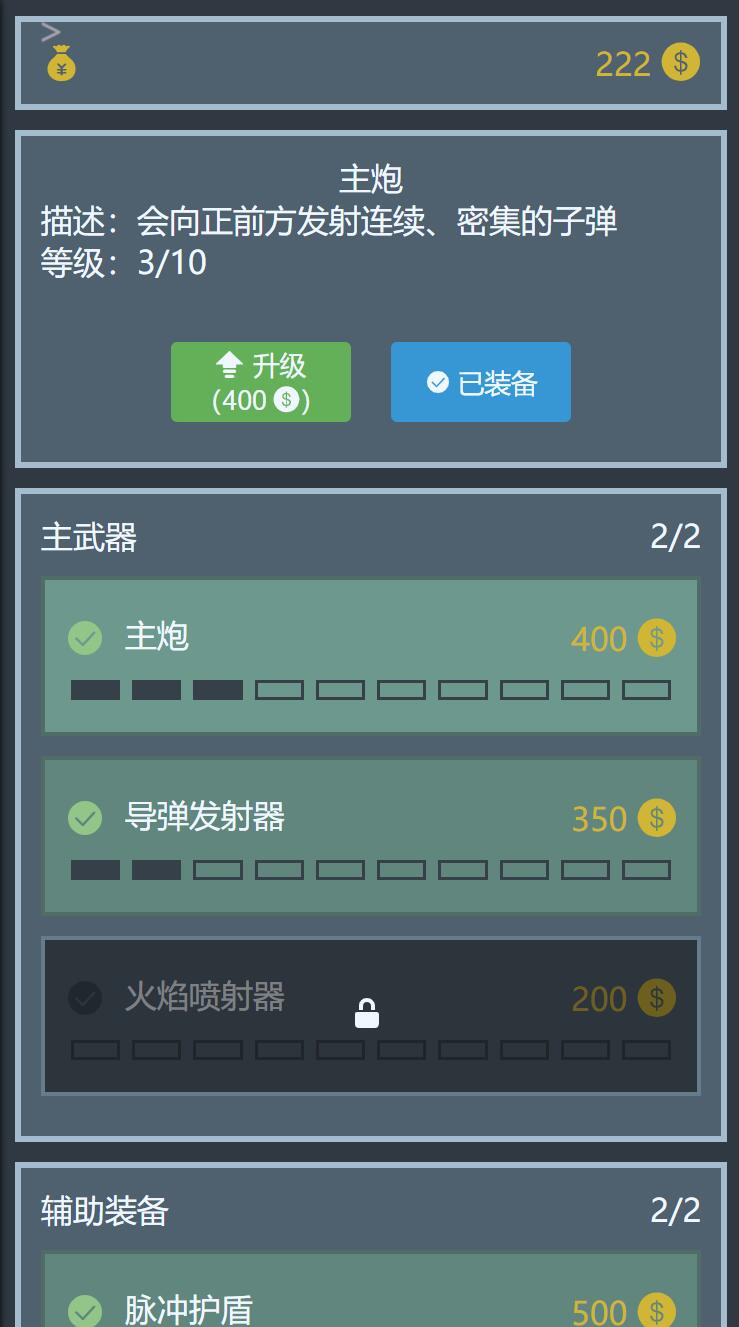 >
222
主炮
描述：会向正前方发射连续、密集的子弹
等级：3/10
升级
(400 $)
已装备
主武器 2/2
主炮 400 $
导弹发射器 350 $
火焰喷射器 200 $
辅助装备 2/2
脉冲护盾 500 $